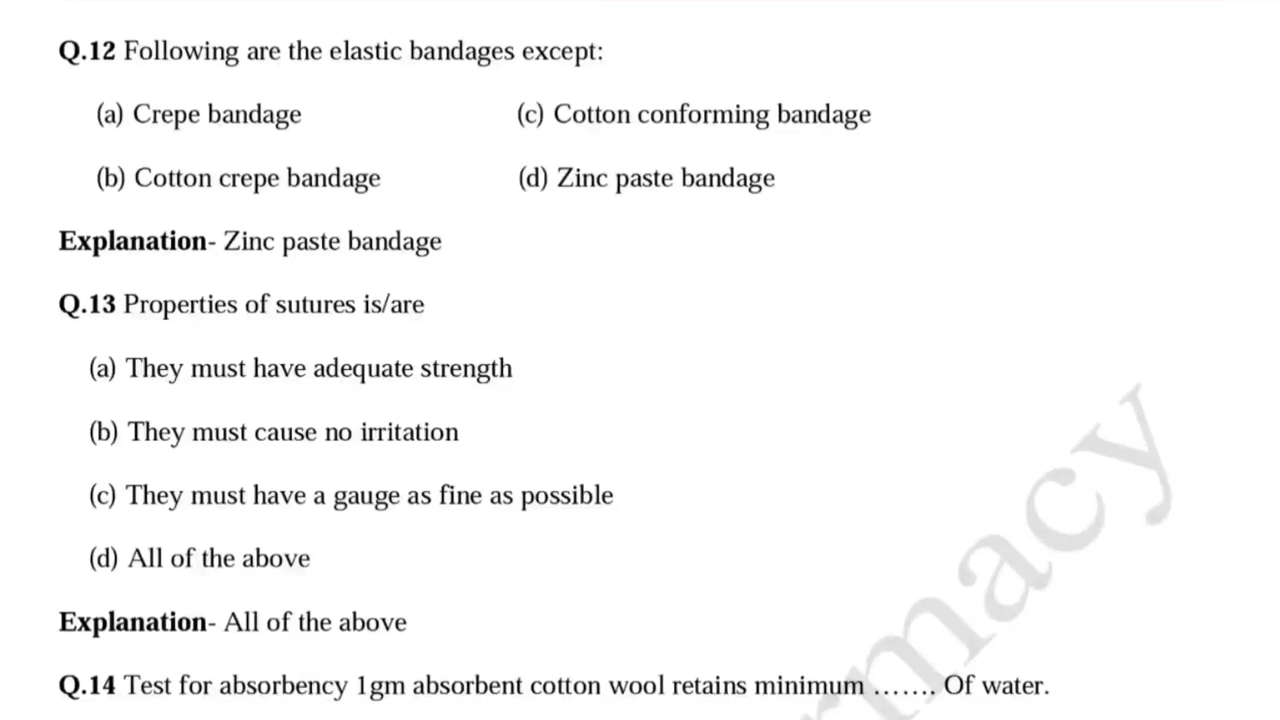 Q.12 Following are the elastic bandages except:
(a) Crepe bandage (c) Cotton conforming bandage
(b) Cotton crepe bandage (d) Zinc paste bandage
Explanation- Zinc paste bandage
Q.13 Properties of sutures is/are
(a) They must have adequate strength
(b) They must cause no irritation
(c) They must have a gauge as fine as possible
(d) All of the above
Explanation- All of the above
Q.14 Test for absorbency 1gm absorbent cotton wool retains minimum ....... Of water.
rmacy